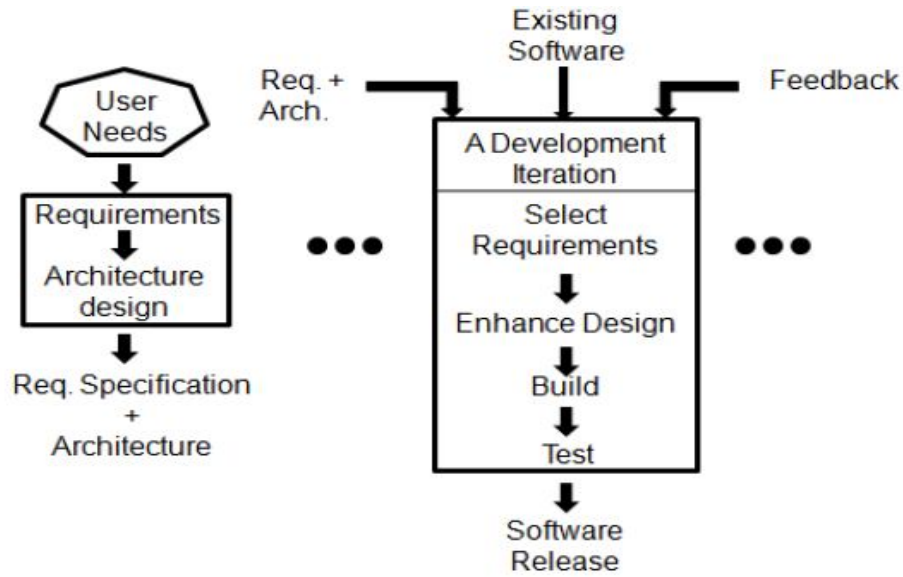 User
Needs
Requirements
Architecture
design
Req. Specification
+
Architecture
Req. +
Arch.
Existing
Software
Feedback
A Development
Iteration
Select
Requirements
Enhance Design
Build
Test
Software
Release